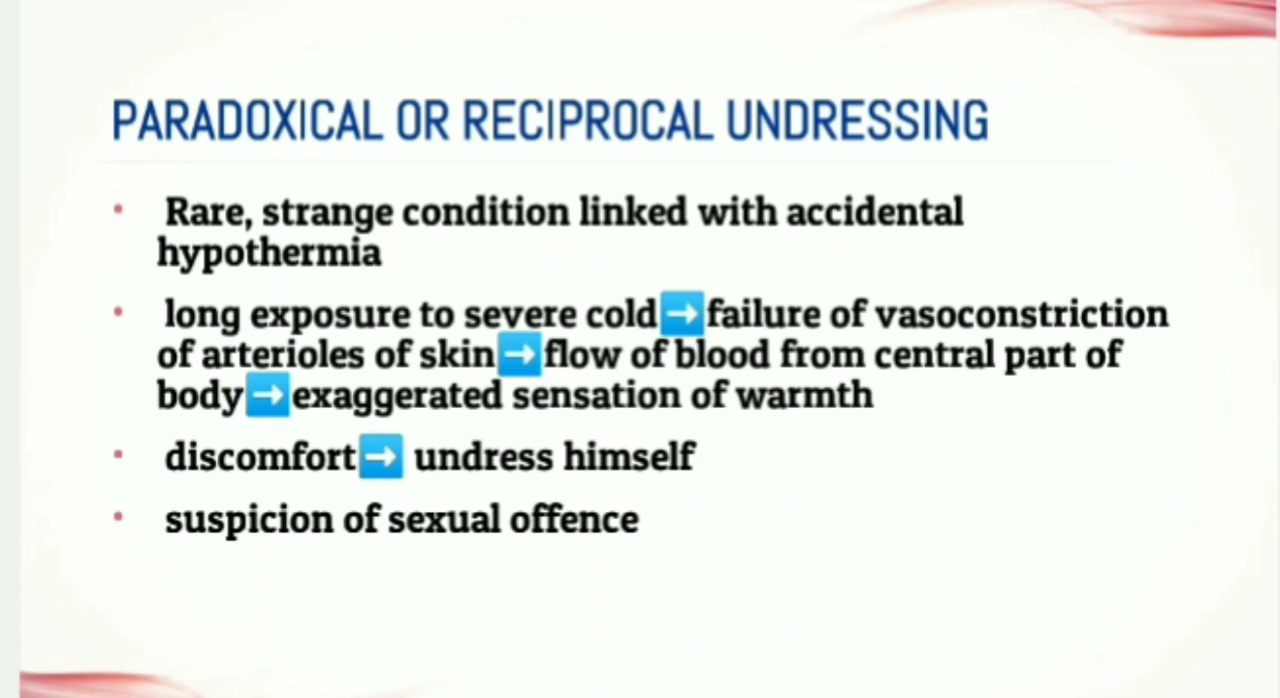 PARADOXICAL OR RECIPROCAL UNDRESSING
• Rare, strange condition linked with accidental
hypothermia
• long exposure to severe cold➡failure of vasoconstriction
of arterioles of skin➡flow of blood from central part of
body➡exaggerated sensation of warmth
• discomfort➡ undress himself
• suspicion of sexual offence